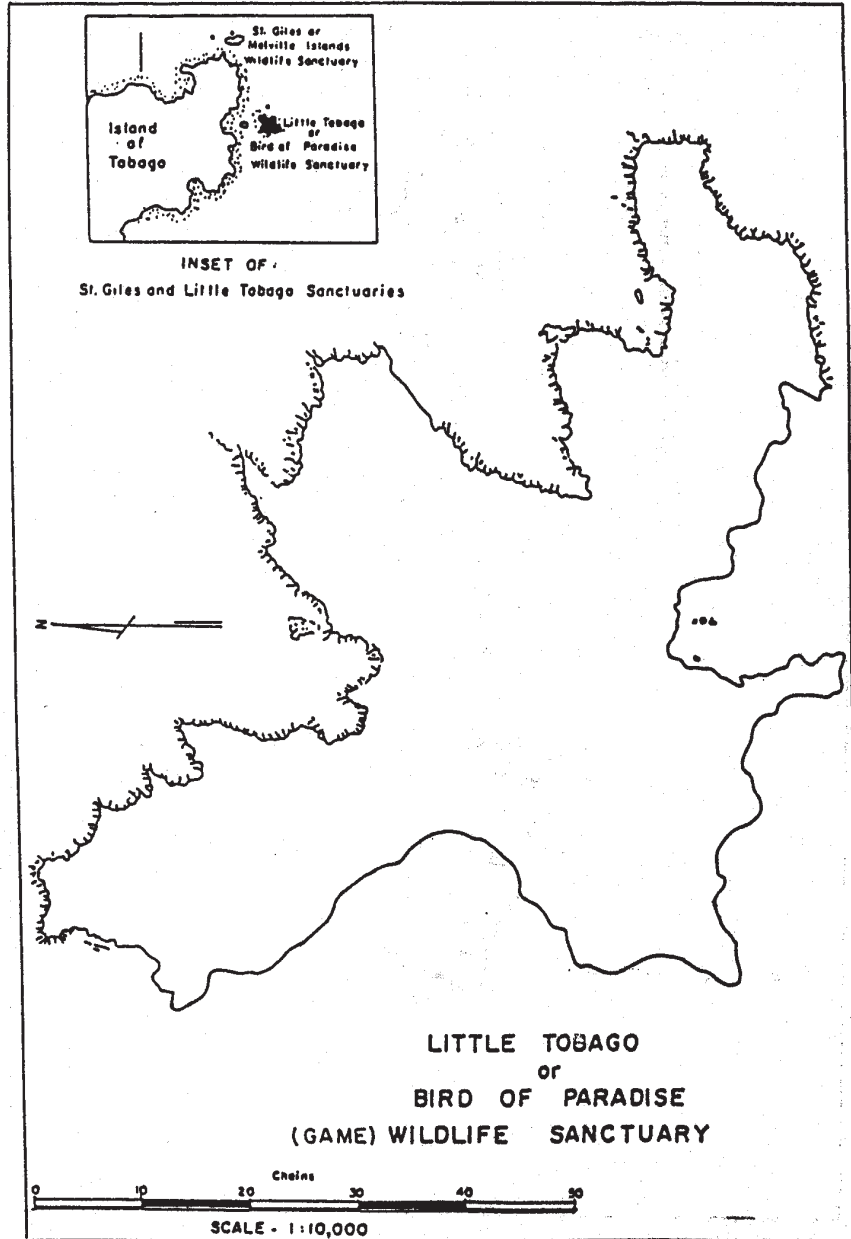 St. Giles or
Melville Islands
Wildlife Sanctuary
Island
of
Tobago
Little Tobago
or
Bird of Paradise
Wildlife Sanctuary
INSET OF
St. Giles and Little Tobago Sanctuaries
N
LITTLE TOBAGO
or
BIRD OF PARADISE
(GAME) WILDLIFE SANCTUARY
Chains
0 10 20 30 40 50
SCALE - 1:10,000